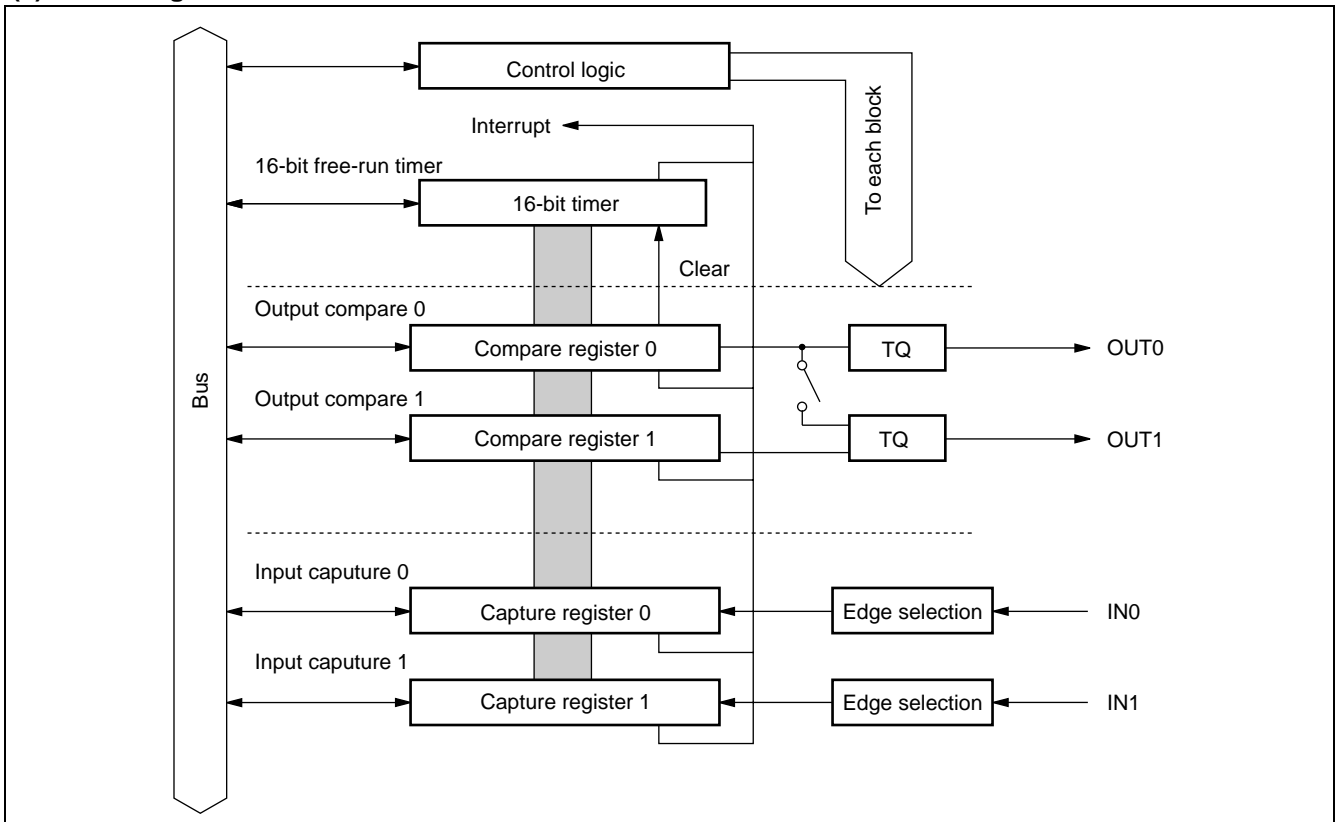 Control logic
Interrupt
To each block
16-bit free-run timer
16-bit timer
Clear
Output compare 0
Compare register 0
TQ
OUT0
Bus
Output compare 1
Compare register 1
TQ
OUT1
Input caputure 0
Capture register 0
Edge selection
IN0
Input caputure 1
Capture register 1
Edge selection
IN1